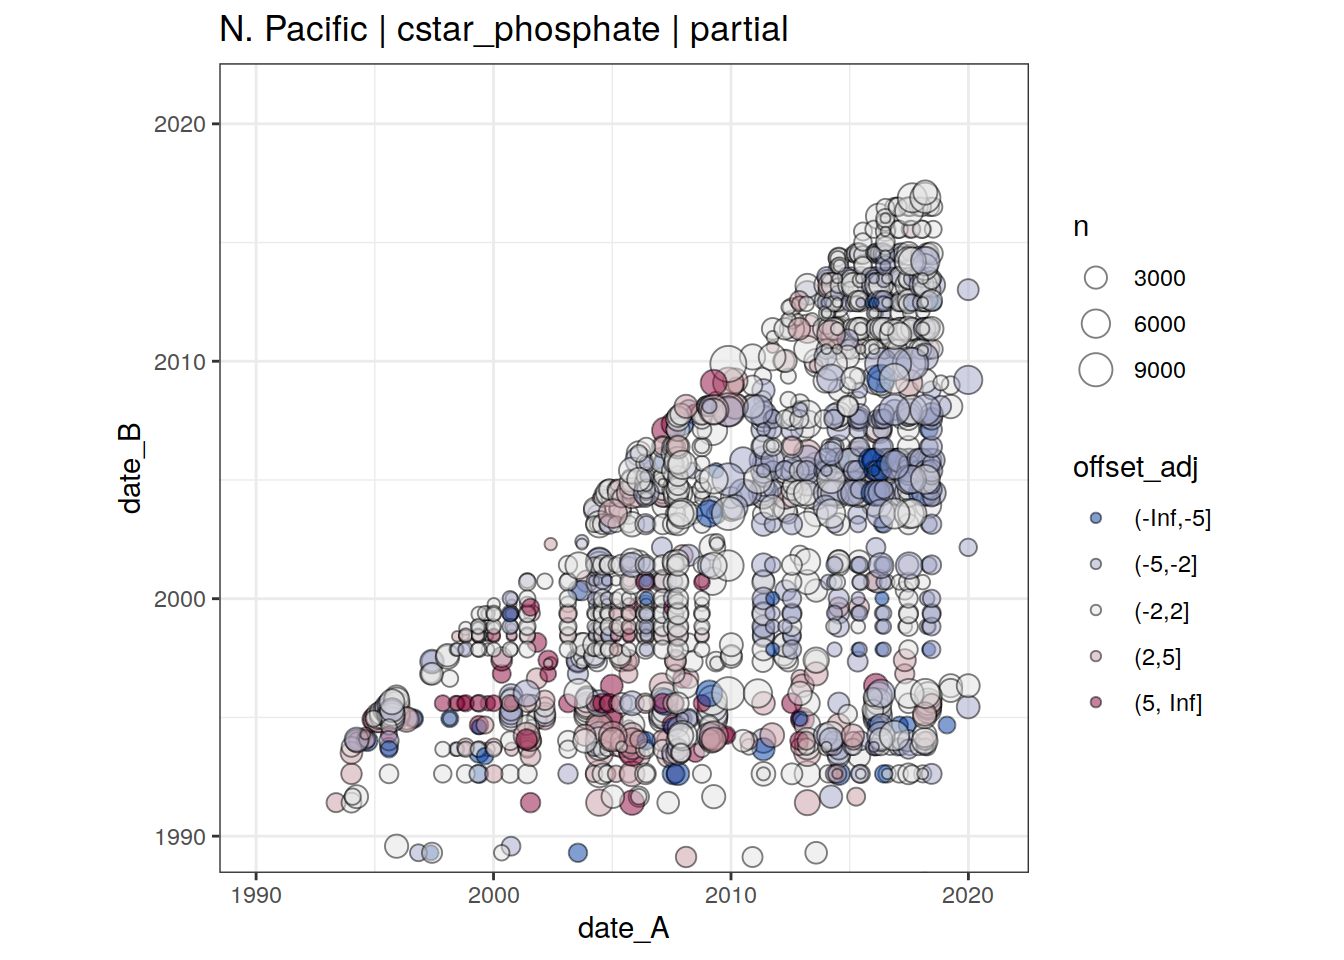 N. Pacific | cstar_phosphate | partial
2020
2010
2000
1990
date_B
1990 2000 2010 2020
date_A
n
3000
6000
9000
offset_adj
(-Inf,-5]
(-5,-2]
(-2,2]
(2,5]
(5, Inf]